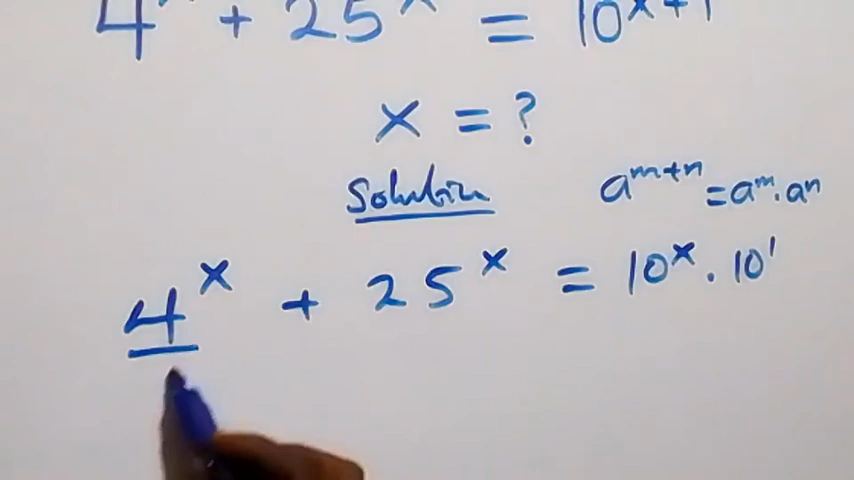 4^x + 25^x = 10^x+1
x = ?
Solution
a^m+n = a^m . a^n
4^x + 25^x = 10^x . 10^1